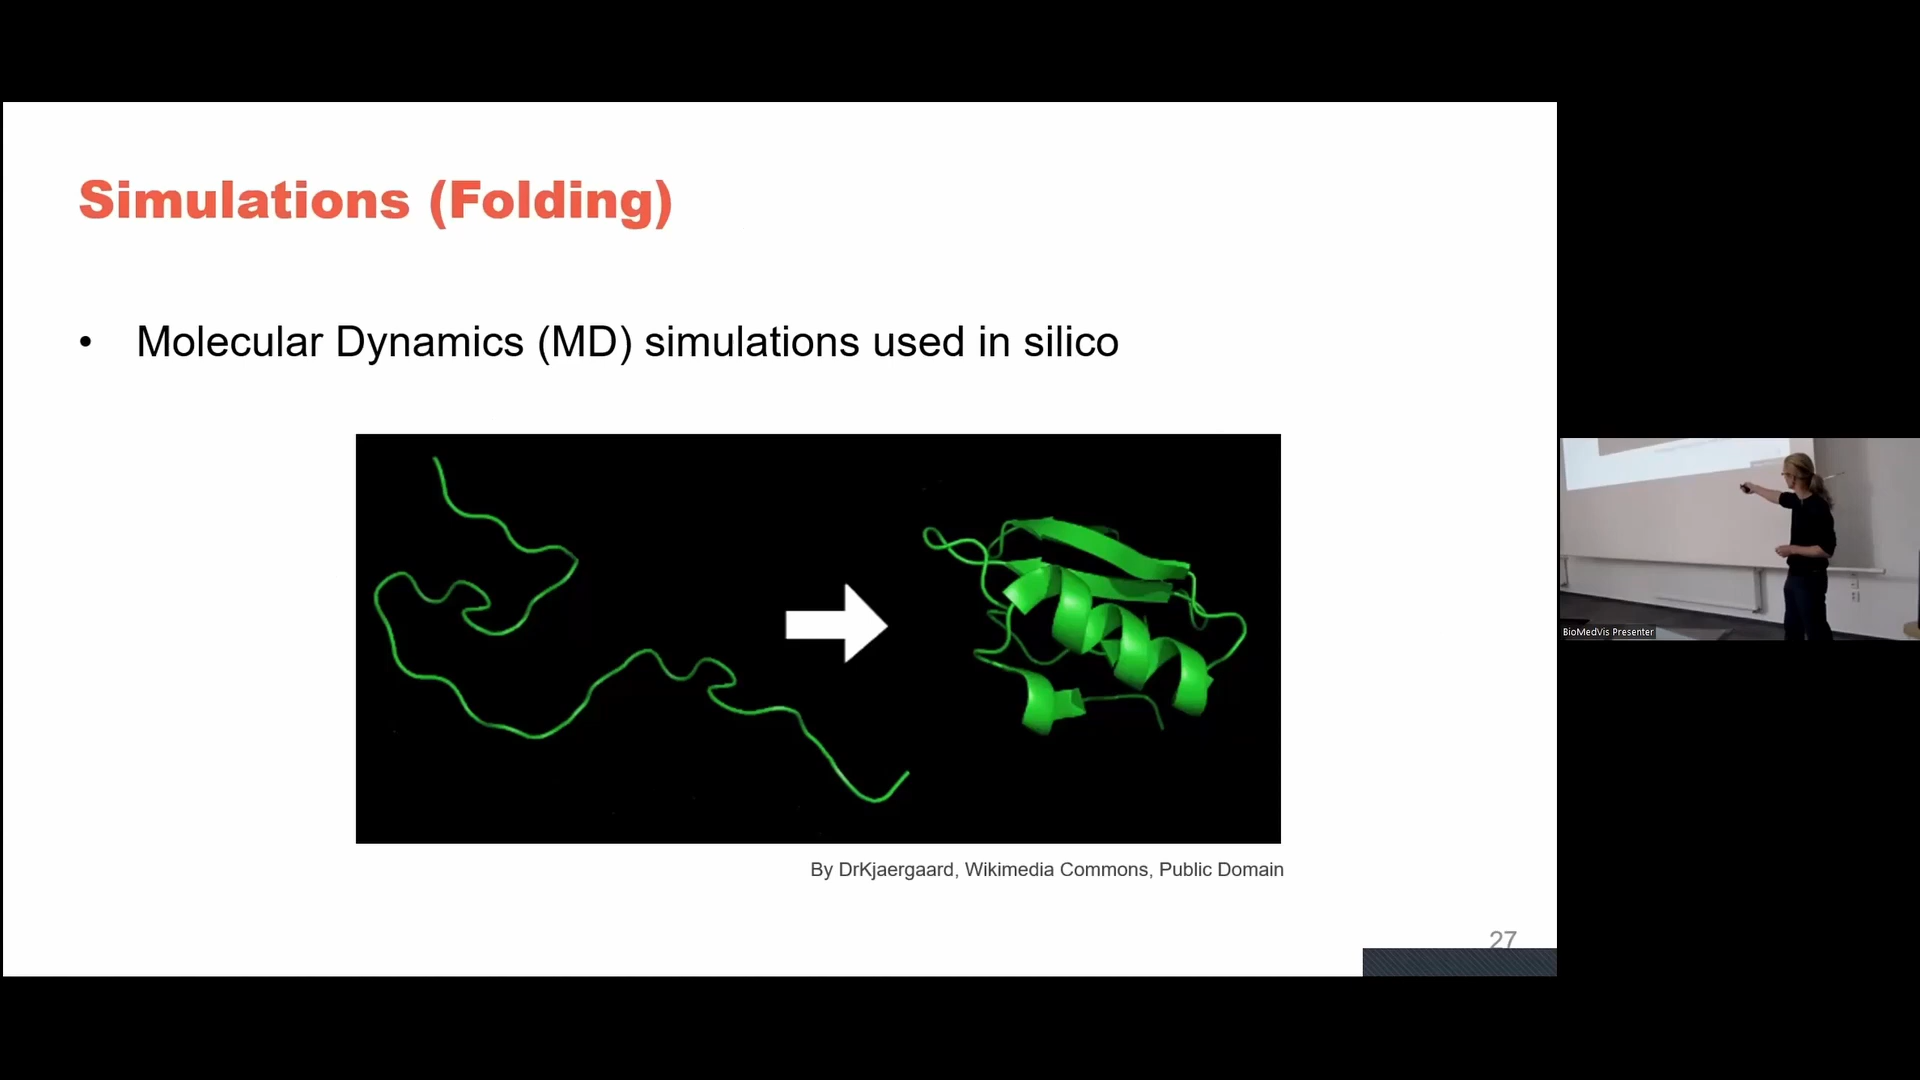 Simulations (Folding)
• Molecular Dynamics (MD) simulations used in silico
By DrKjaergaard, Wikimedia Commons, Public Domain
27
BioMedVis Presenter